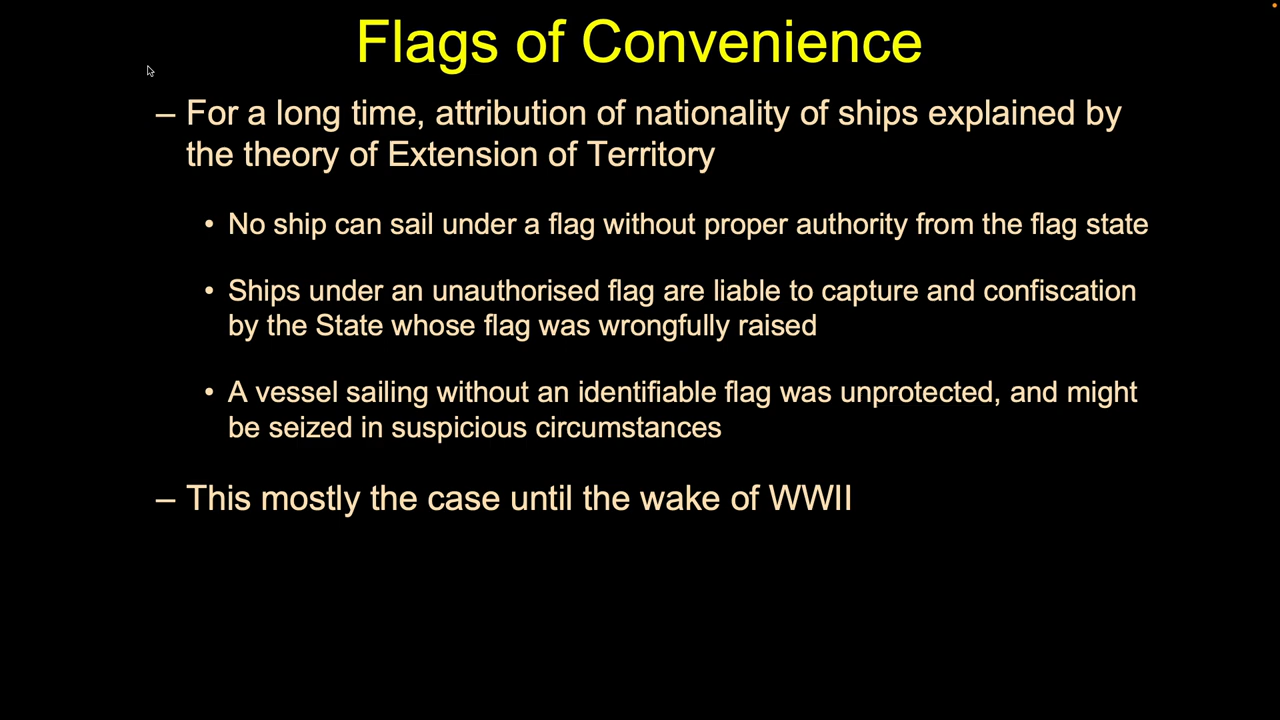 Flags of Convenience
– For a long time, attribution of nationality of ships explained by
the theory of Extension of Territory
• No ship can sail under a flag without proper authority from the flag state
• Ships under an unauthorised flag are liable to capture and confiscation
by the State whose flag was wrongfully raised
• A vessel sailing without an identifiable flag was unprotected, and might
be seized in suspicious circumstances
– This mostly the case until the wake of WWII